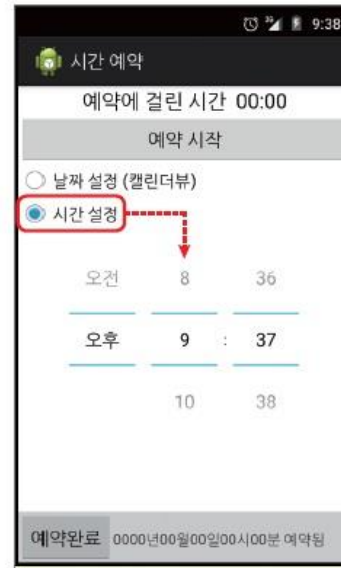 9:38
시간 예약
예약에 걸린 시간 00:00
예약 시작
날짜 설정 (캘린더뷰)
시간 설정
오전 8 36
오후 9 : 37
10 38
예약완료 0000년00월00일00시00분 예약됨